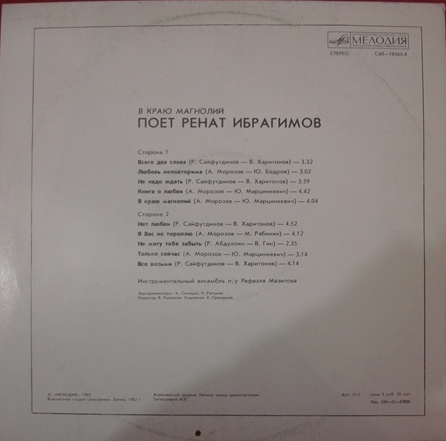 МЕЛОДИЯ
СТЕРЕО
В КРАЮ МАГНОЛИЙ
ПОЕТ РЕНАТ ИБРАГИМОВ
Сторона 1
Всего два слова (Р. Сайфутдинов — В. Харитонов) — 3.32
Любовь неповторима (А. Морозов — Ю. Бодров) — 3.02
Не надо ждать (Р. Сайфутдинов — В. Харитонов) — 3.59
Книга о любви (А. Морозов — Ю. Марцинкевич) — 4.42
В краю магнолий (А. Морозов — Ю. Марцинкевич) — 4.04
Сторона 2
Нет любви (Р. Сайфутдинов — В. Харитонов) — 4.52
Я Вас не тороплю (А. Морозов — М. Рябинин) — 4.12
Не могу тебя забыть (Р. Абдуллин — В. Гин) — 2.35
Только сейчас (А. Морозов — Ю. Марцинкевич) — 3.14
Все возьми (Р. Сайфутдинов — В. Харитонов) — 4.14
Инструментальный ансамбль п/у Рафаэля Мазитова